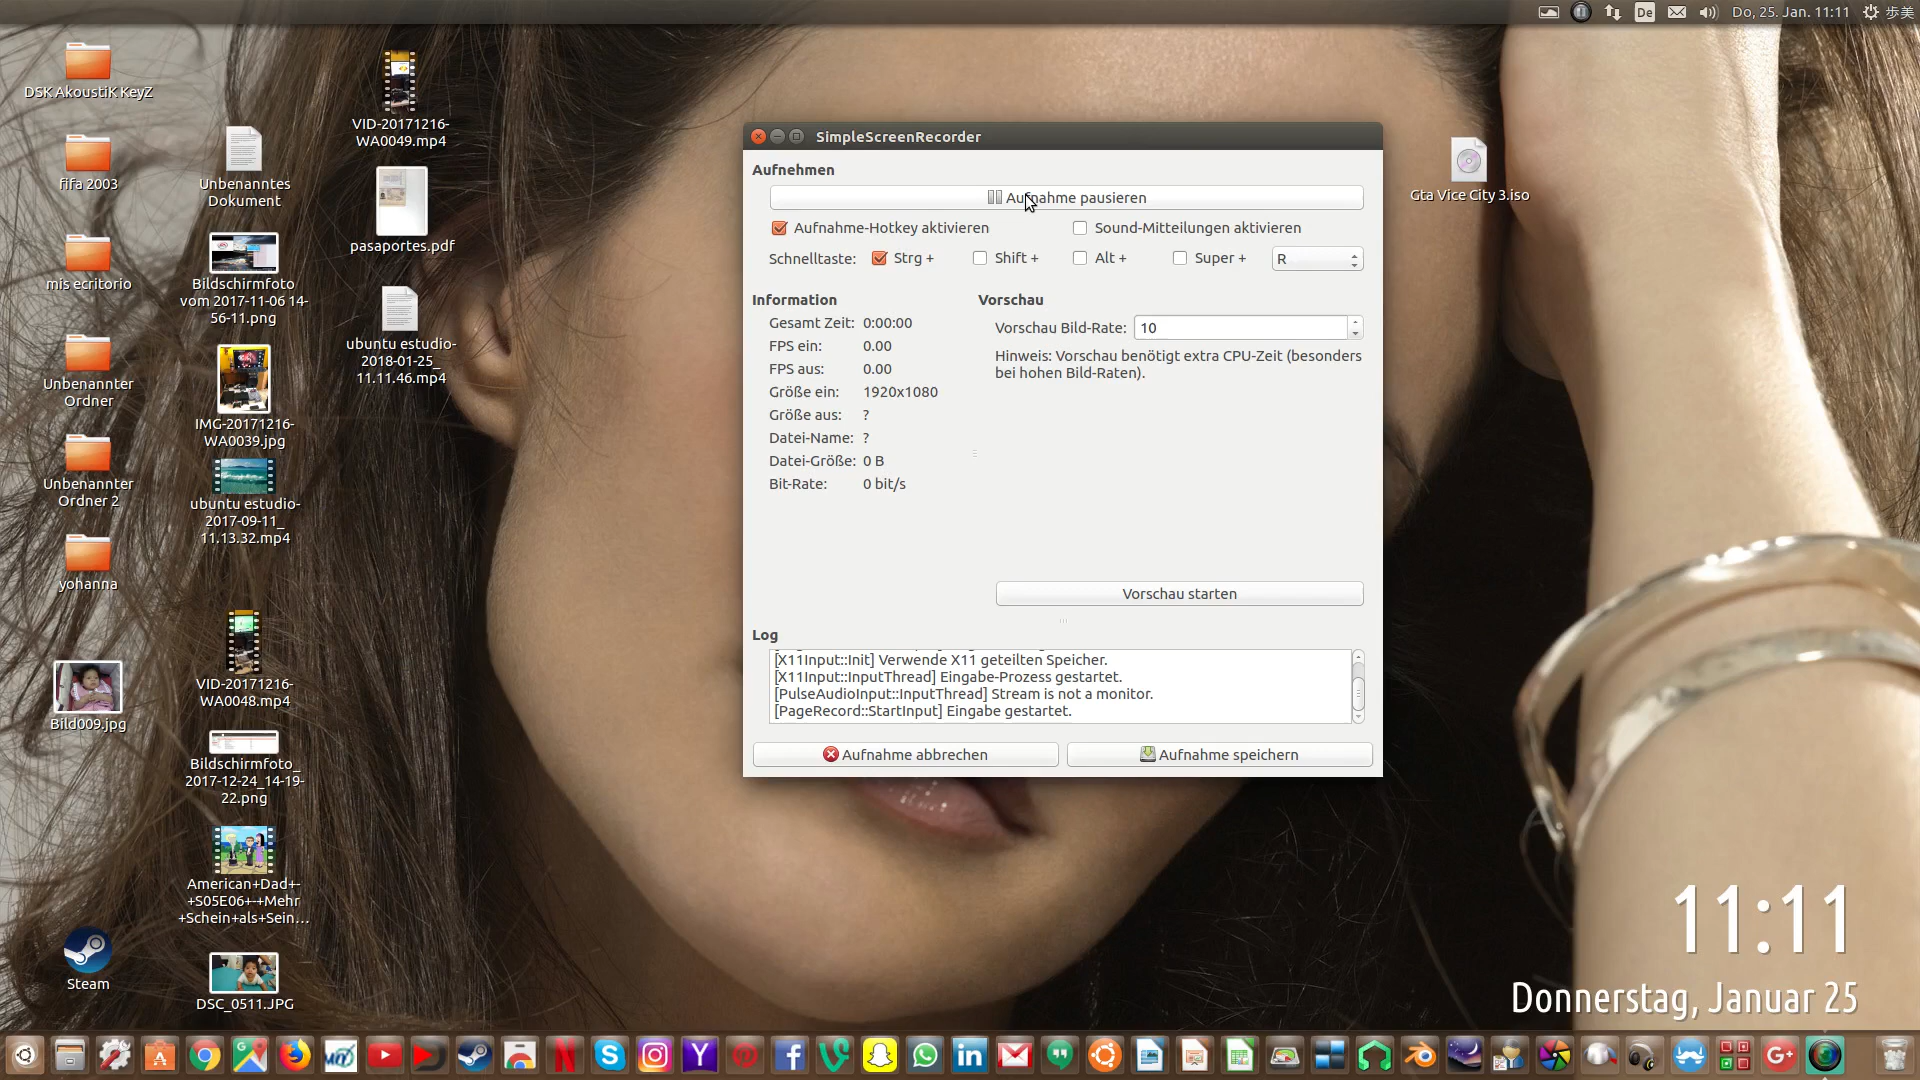 De
Do, 25. Jan. 11:11
歩美
DSK AkoustiK KeyZ
fifa 2003
mis ecritorio
Unbenannter
Ordner
Unbenannter
Ordner 2
yohanna
Bild009.jpg
Steam
Unbenanntes
Dokument
Bildschirmfoto
vom 2017-11-06 14-
56-11.png
IMG-20171216-
WA0039.jpg
ubuntu estudio-
2017-09-11_
11.13.32.mp4
VID-20171216-
WA0048.mp4
Bildschirmfoto_
2017-12-24_14-19-
22.png
American+Dad+-
+S05E06+-+Mehr
+Schein+als+Sein...
DSC_0511.JPG
VID-20171216-
WA0049.mp4
pasaportes.pdf
ubuntu estudio-
2018-01-25_
11.11.46.mp4
SimpleScreenRecorder
Aufnehmen
Aufnahme pausieren
Aufnahme-Hotkey aktivieren
Sound-Mitteilungen aktivieren
Schnelltaste:
Strg +
Shift +
Alt +
Super +
R
Information
Gesamt Zeit: 0:00:00
FPS ein: 0.00
FPS aus: 0.00
Größe ein: 1920x1080
Größe aus: ?
Datei-Name: ?
Datei-Größe: 0 B
Bit-Rate: 0 bit/s
Vorschau
Vorschau Bild-Rate: 10
Hinweis: Vorschau benötigt extra CPU-Zeit (besonders
bei hohen Bild-Raten).
Vorschau starten
Log
[X11Input::Init] Verwende X11 geteilten Speicher.
[X11Input::InputThread] Eingabe-Prozess gestartet.
[PulseAudioInput::InputThread] Stream is not a monitor.
[PageRecord::StartInput] Eingabe gestartet.
Aufnahme abbrechen
Aufnahme speichern
Gta Vice City 3.iso
11:11
Donnerstag, Januar 25